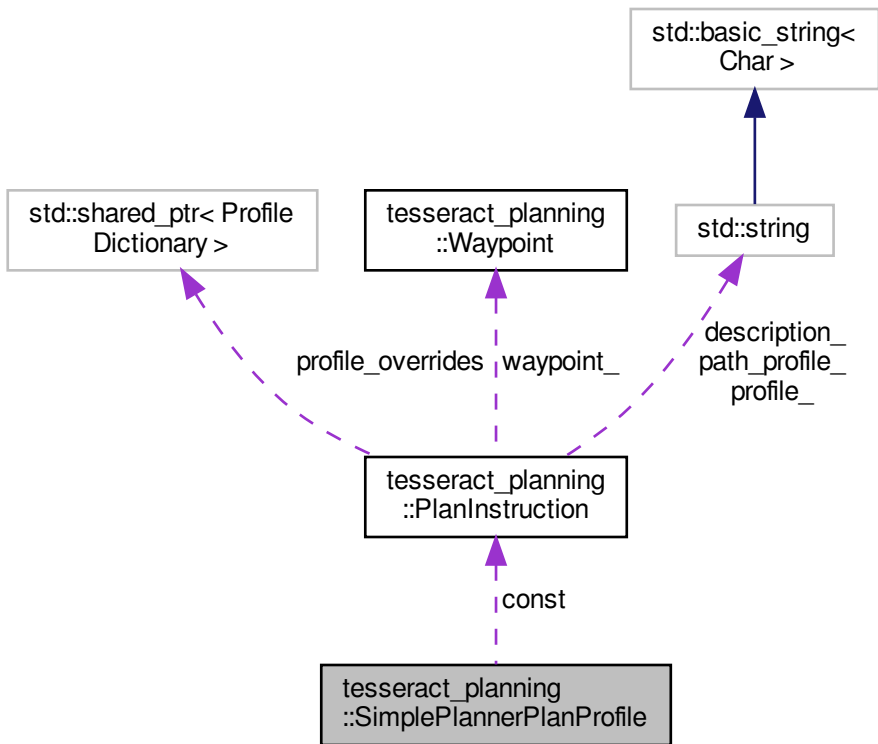 std::basic_string<
Char >
std::shared_ptr< Profile
Dictionary >
tesseract_planning
::Waypoint
std::string
profile_overrides
waypoint_
description_
path_profile_
profile_
tesseract_planning
::PlanInstruction
const
tesseract_planning
::SimplePlannerPlanProfile